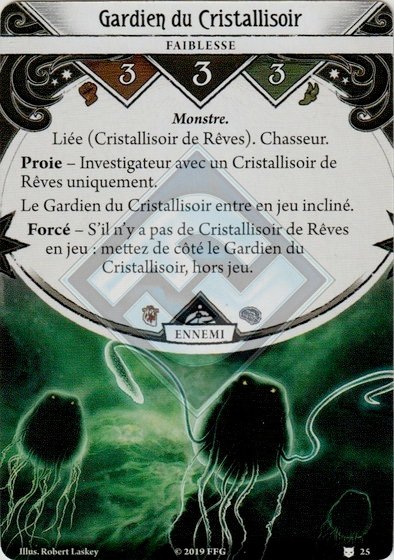 Gardien du Cristallisoir
FAIBLESSE
3 3 3
Monstre.
Liée (Cristallisoir de Rêves). Chasseur.
Proie – Investigateur avec un Cristallisoir de
Rêves uniquement.
Le Gardien du Cristallisoir entre en jeu incliné.
Forcé – S'il n'y a pas de Cristallisoir de Rêves
en jeu : mettez de côté le Gardien du
Cristallisoir, hors jeu.
ENNEMI
Illus. Robert Laskey © 2019 FFG 25